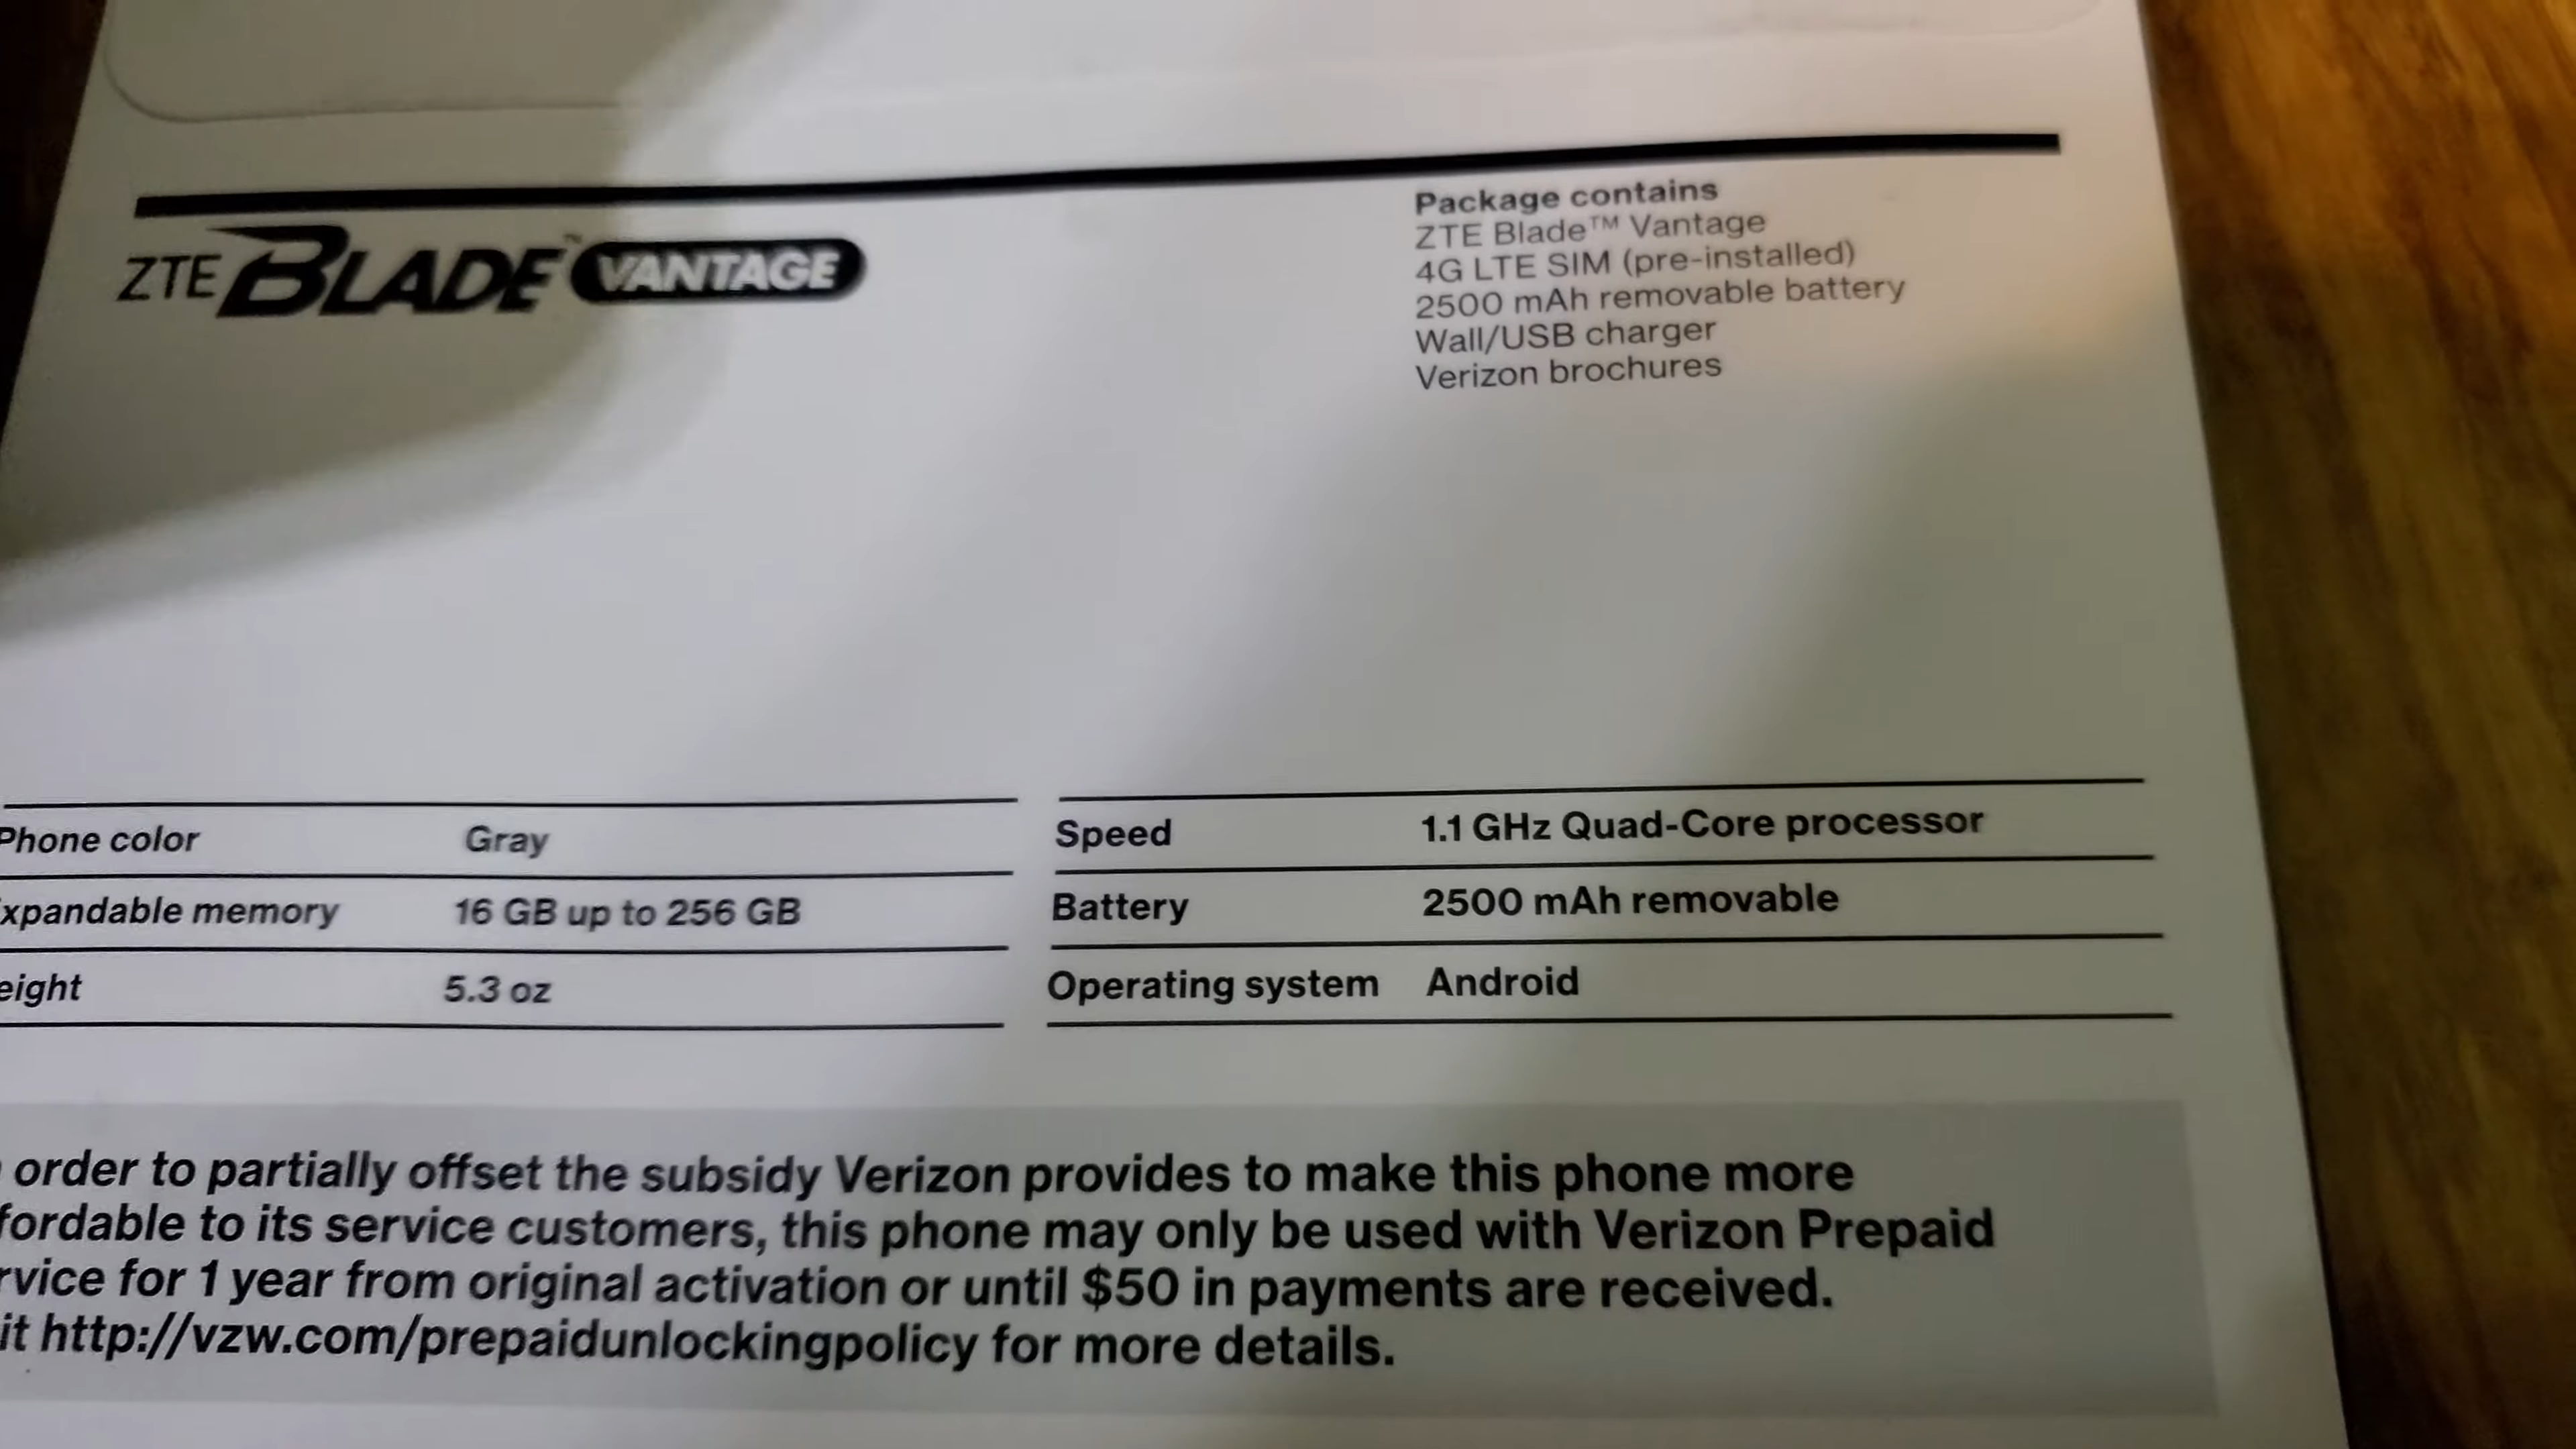 ZTE BLADE™ VANTAGE
Package contains
ZTE Blade™ Vantage
4G LTE SIM (pre-installed)
2500 mAh removable battery
Wall/USB charger
Verizon brochures
Phone color Gray
xpandable memory 16 GB up to 256 GB
eight 5.3 oz
Speed 1.1 GHz Quad-Core processor
Battery 2500 mAh removable
Operating system Android
order to partially offset the subsidy Verizon provides to make this phone more
fordable to its service customers, this phone may only be used with Verizon Prepaid
rvice for 1 year from original activation or until $50 in payments are received.
it http://vzw.com/prepaidunlockingpolicy for more details.